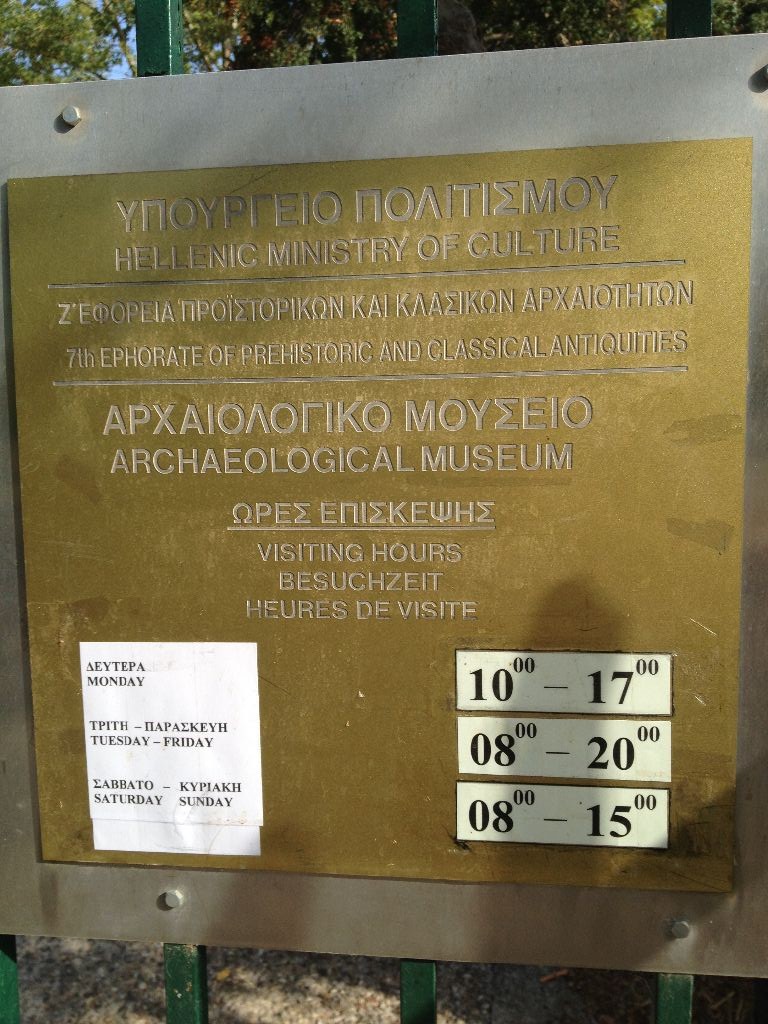 ΥΠΟΥΡΓΕΙΟ ΠΟΛΙΤΙΣΜΟΥ
HELLENIC MINISTRY OF CULTURE
Ζ΄ΕΦΟΡΕΙΑ ΠΡΟΪΣΤΟΡΙΚΩΝ ΚΑΙ ΚΛΑΣΙΚΩΝ ΑΡΧΑΙΟΤΗΤΩΝ
7th EPHORATE OF PREHISTORIC AND CLASSICAL ANTIQUITIES
ΑΡΧΑΙΟΛΟΓΙΚΟ ΜΟΥΣΕΙΟ
ARCHAEOLOGICAL MUSEUM
ΩΡΕΣ ΕΠΙΣΚΕΨΗΣ
VISITING HOURS
BESUCHZEIT
HEURES DE VISITE
ΔΕΥΤΕΡΑ
MONDAY
10⁰⁰ – 17⁰⁰
ΤΡΙΤΗ – ΠΑΡΑΣΚΕΥΗ
TUESDAY – FRIDAY
08⁰⁰ – 20⁰⁰
ΣΑΒΒΑΤΟ – ΚΥΡΙΑΚΗ
SATURDAY SUNDAY
08⁰⁰ – 15⁰⁰